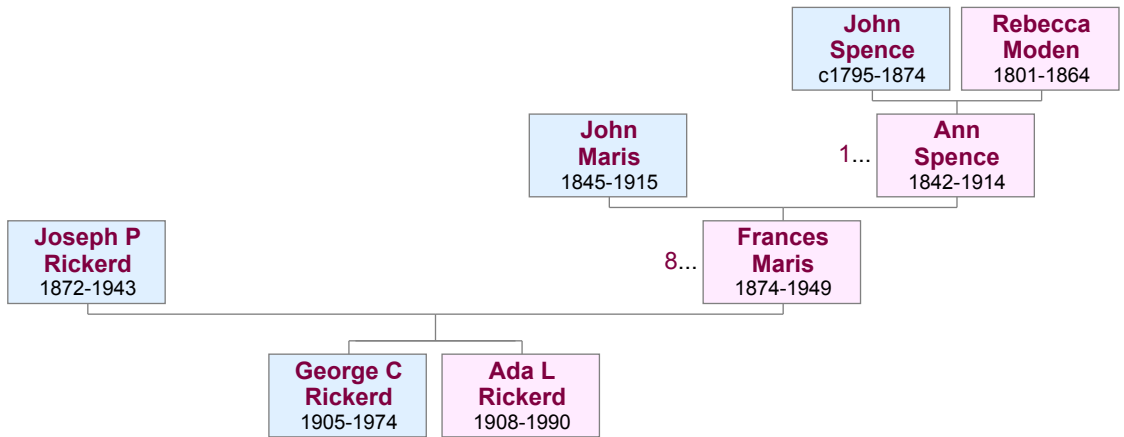 John
Spence
c1795-1874
Rebecca
Moden
1801-1864
John
Maris
1845-1915
1...
Ann
Spence
1842-1914
Joseph P
Rickerd
1872-1943
8...
Frances
Maris
1874-1949
George C
Rickerd
1905-1974
Ada L
Rickerd
1908-1990